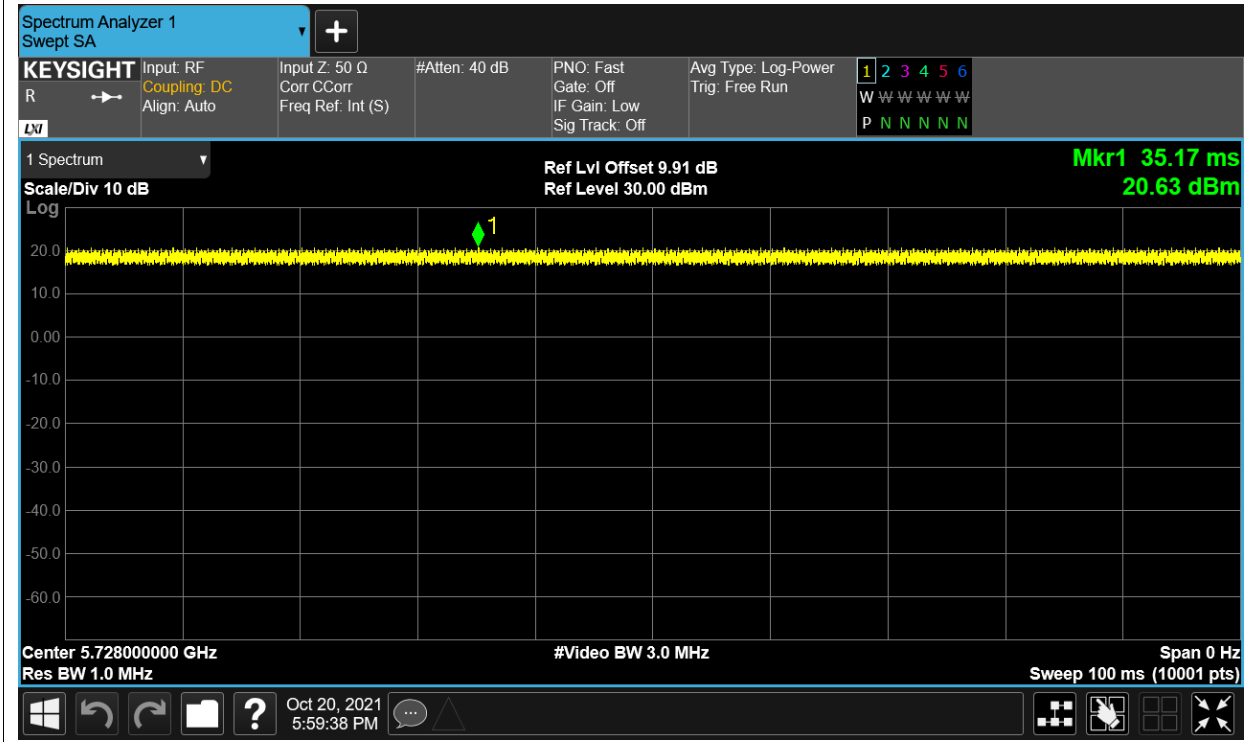 Spectrum Analyzer 1
Swept SA
KEYSIGHT
R
LXI
Input: RF
Coupling: DC
Align: Auto
Input Z: 50 Ω
Corr CCorr
Freq Ref: Int (S)
#Atten: 40 dB
PNO: Fast
Gate: Off
IF Gain: Low
Sig Track: Off
Avg Type: Log-Power
Trig: Free Run
1 2 3 4 5 6
W W W W W W
P N N N N N
1 Spectrum
Scale/Div 10 dB
Log
Ref Lvl Offset 9.91 dB
Ref Level 30.00 dBm
Mkr1 35.17 ms
20.63 dBm
1
20.0
10.0
0.00
-10.0
-20.0
-30.0
-40.0
-50.0
-60.0
Center 5.728000000 GHz
#Video BW 3.0 MHz
Span 0 Hz
Res BW 1.0 MHz
Sweep 100 ms (10001 pts)
?
Oct 20, 2021
5:59:38 PM